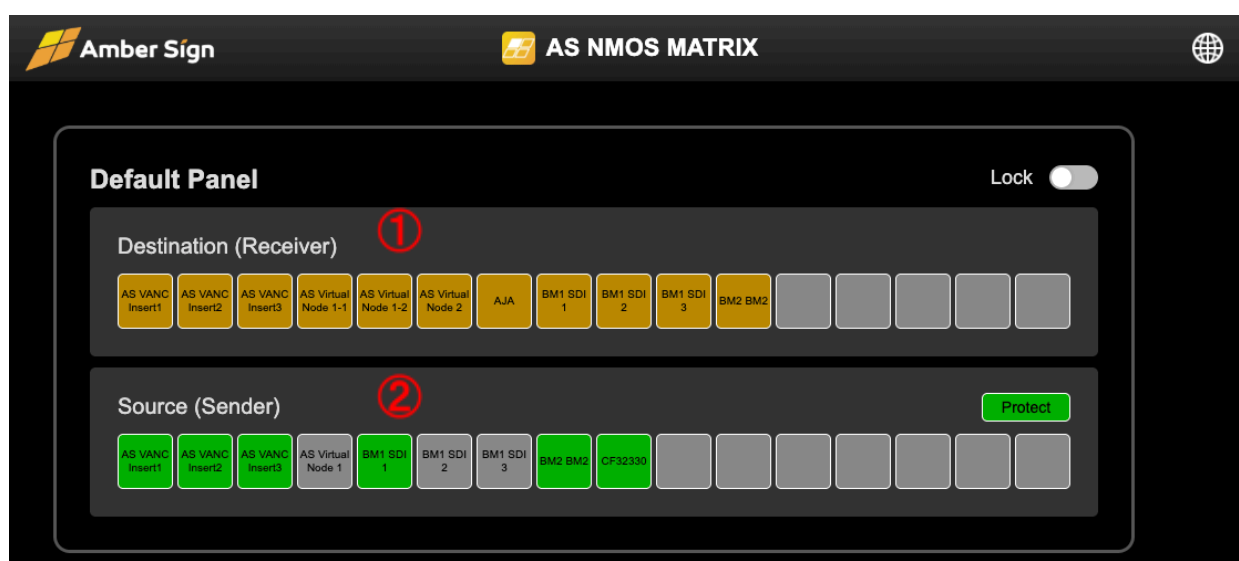 Amber Sign
AS NMOS MATRIX
Default Panel
Lock
①
Destination (Receiver)
AS VANC
Insert1
AS VANC
Insert2
AS VANC
Insert3
AS Virtual
Node 1-1
AS Virtual
Node 1-2
AS Virtual
Node 2
AJA
BM1 SDI
1
BM1 SDI
2
BM1 SDI
3
BM2 BM2
②
Source (Sender)
Protect
AS VANC
Insert1
AS VANC
Insert2
AS VANC
Insert3
AS Virtual
Node 1
BM1 SDI
1
BM1 SDI
2
BM1 SDI
3
BM2 BM2
CF32330